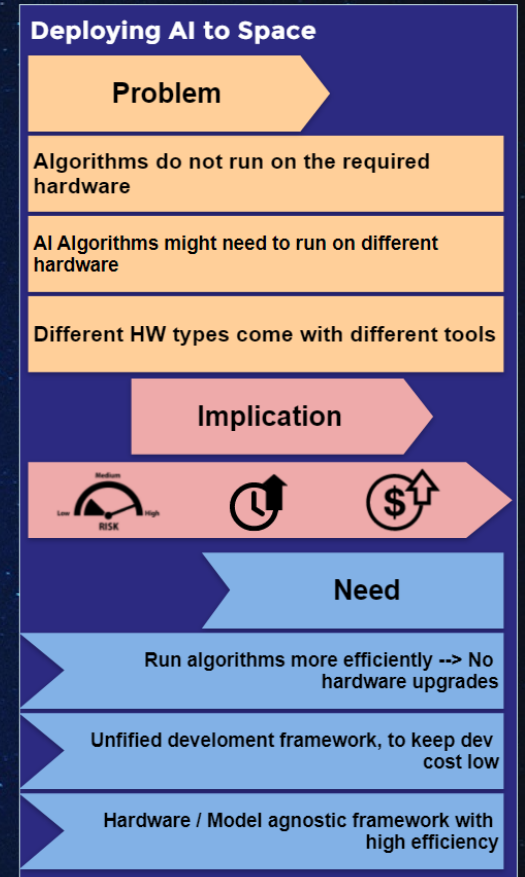 Deploying AI to Space
Problem
Algorithms do not run on the required
hardware
AI Algorithms might need to run on different
hardware
Different HW types come with different tools
Implication
Medium
Low
High
RISK
$
Need
Run algorithms more efficiently --> No
hardware upgrades
Unfified develoment framework, to keep dev
cost low
Hardware / Model agnostic framework with
high efficiency